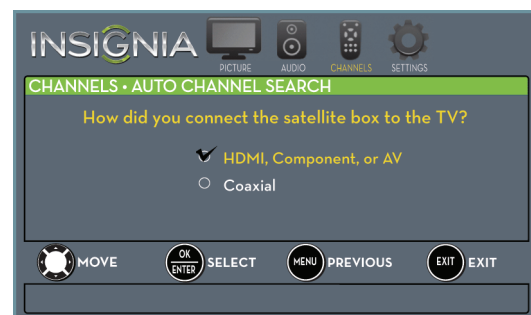 INSIGNIA
PICTURE AUDIO CHANNELS SETTINGS
CHANNELS • AUTO CHANNEL SEARCH
How did you connect the satellite box to the TV?
HDMI, Component, or AV
Coaxial
MOVE OK ENTER SELECT MENU PREVIOUS EXIT EXIT